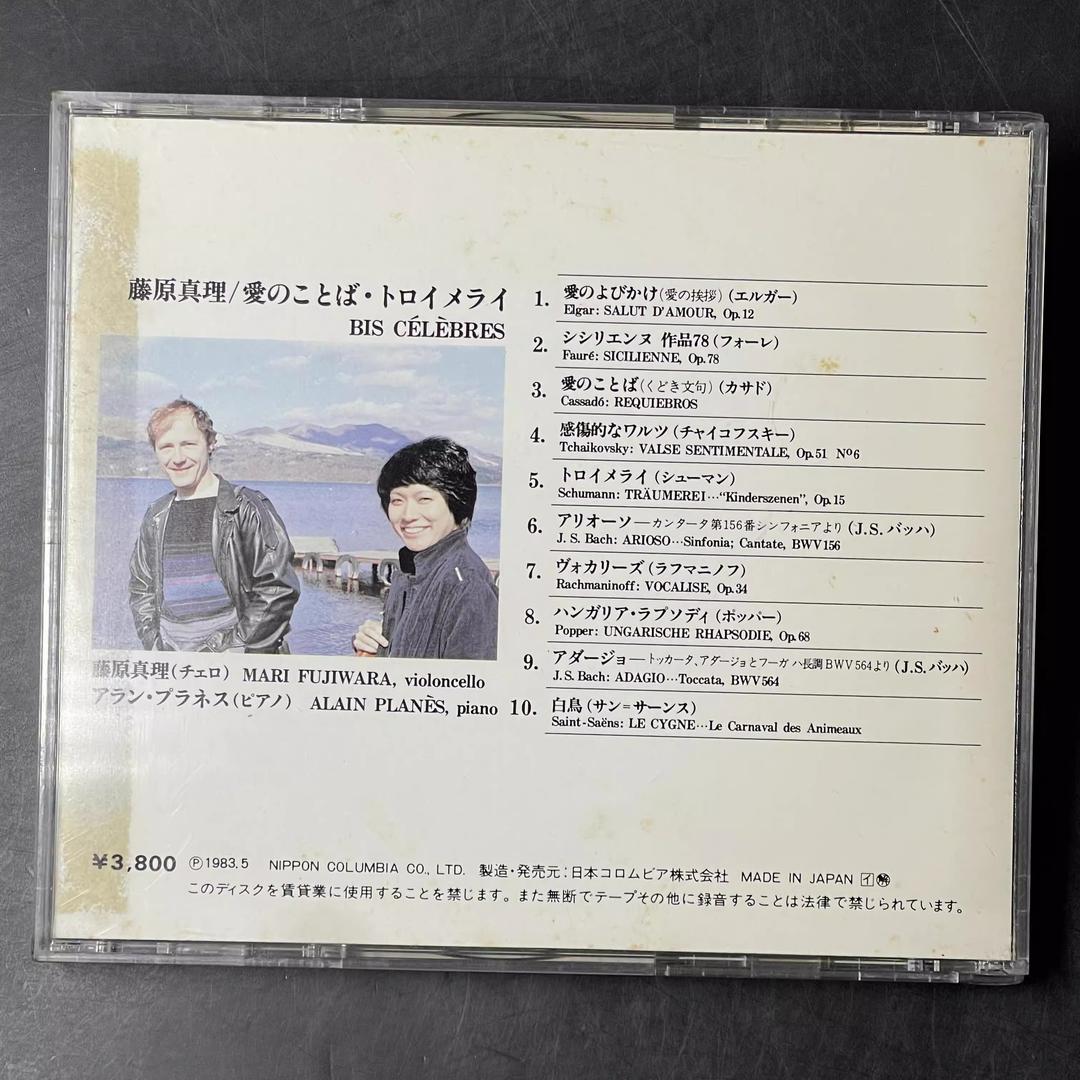 藤原真理/愛のことば・トロイメライ
BIS CÉLÈBRES
藤原真理(チェロ) MARI FUJIWARA, violoncello
アラン・プラネス(ピアノ) ALAIN PLANÈS, piano
1. 愛のよびかけ(愛の挨拶)(エルガー)
Elgar: SALUT D'AMOUR, Op.12
2. シシリエンヌ 作品78(フォーレ)
Fauré: SICILIENNE, Op.78
3. 愛のことば(くどき文句)(カサド)
Cassadó: REQUIEBROS
4. 感傷的なワルツ(チャイコフスキー)
Tchaikovsky: VALSE SENTIMENTALE, Op.51 Nº6
5. トロイメライ(シューマン)
Schumann: TRÄUMEREI…“Kinderszenen”, Op.15
6. アリオーソ—カンタータ第156番シンフォニアより(J.S.バッハ)
J. S. Bach: ARIOSO…Sinfonia; Cantate, BWV156
7. ヴォカリーズ(ラフマニノフ)
Rachmaninoff: VOCALISE, Op.34
8. ハンガリア・ラプソディ(ポッパー)
Popper: UNGARISCHE RHAPSODIE, Op.68
9. アダージョ—トッカータ、アダージョとフーガ ハ長調BWV564より(J.S.バッハ)
J. S. Bach: ADAGIO…Toccata, BWV564
10. 白鳥(サン=サーンス)
Saint-Saëns: LE CYGNE…Le Carnaval des Animeaux
¥3,800 Ⓟ1983.5 NIPPON COLUMBIA CO., LTD. 製造・発売元:日本コロムビア株式会社 MADE IN JAPAN イ
このディスクを賃貸業に使用することを禁じます。また無断でテープその他に録音することは法律で禁じられています。